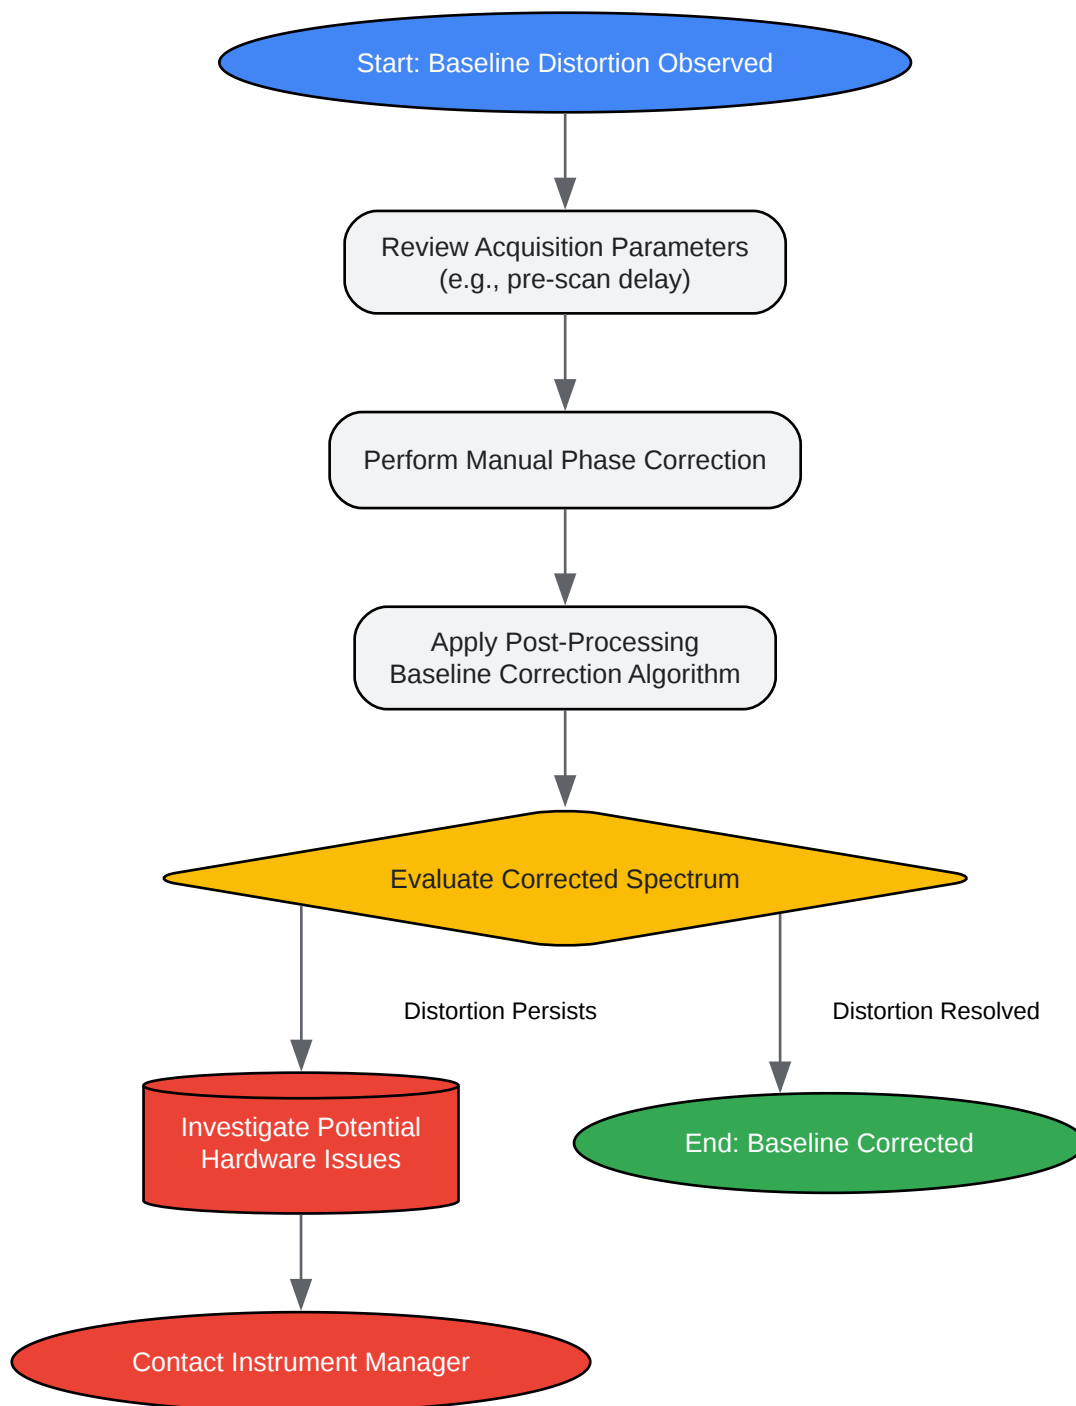 Start: Baseline Distortion Observed
Review Acquisition Parameters
(e.g., pre-scan delay)
Perform Manual Phase Correction
Apply Post-Processing
Baseline Correction Algorithm
Evaluate Corrected Spectrum
Distortion Persists
Distortion Resolved
Investigate Potential
Hardware Issues
End: Baseline Corrected
Contact Instrument Manager